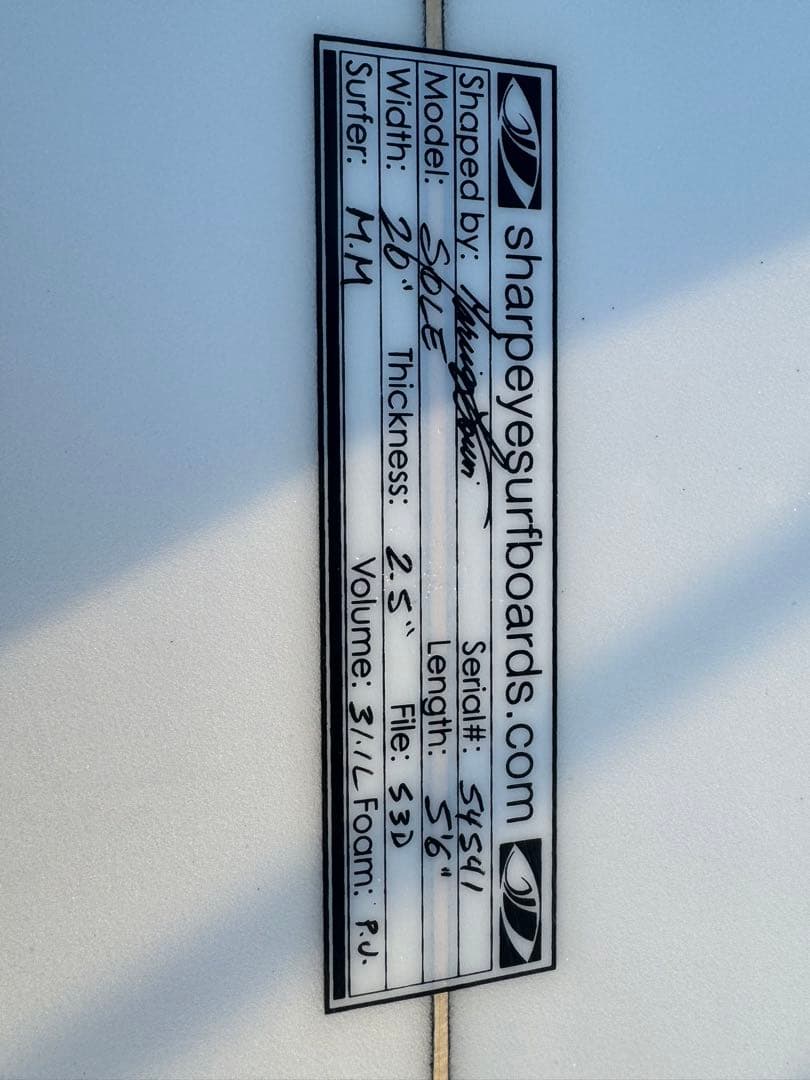 sharpeyesurfboards.com
Shaped by: Serial#: 54541
Model: SOLE Length: 5'6"
Width: 20" Thickness: 2.5" File: S3D
Surfer: M.M Volume: 31.1L Foam: P.U.